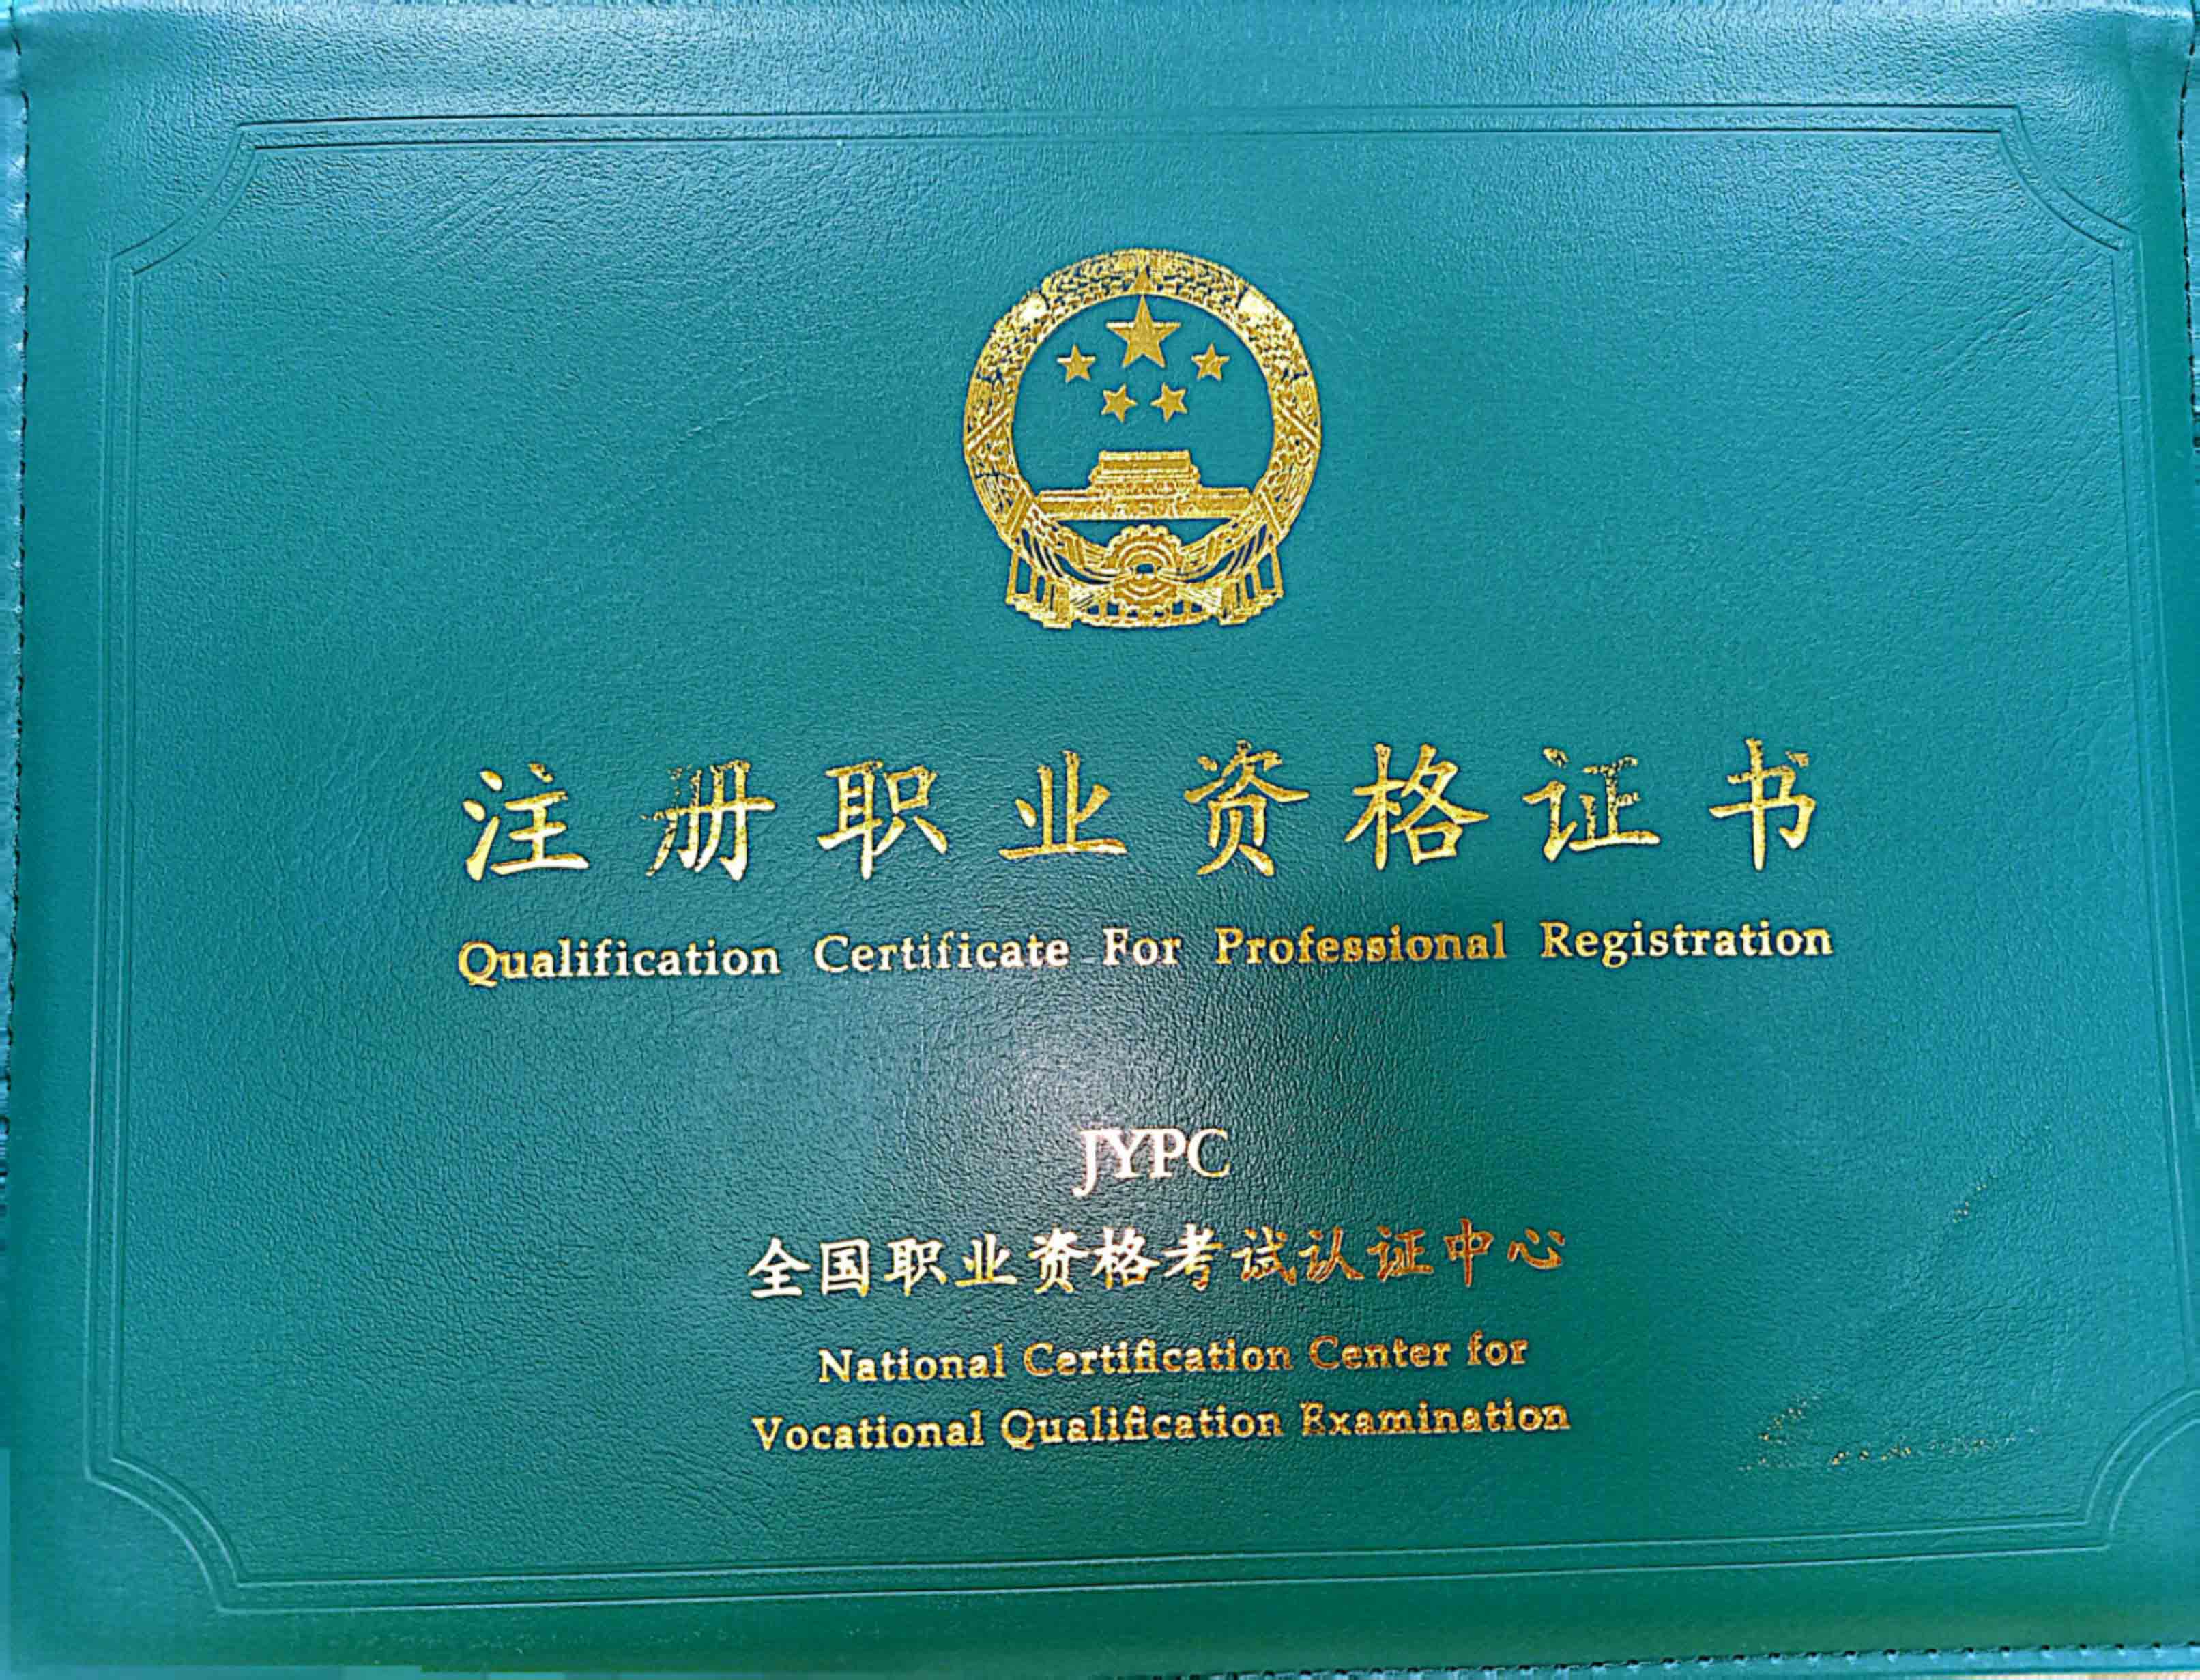 注册职业资格证书
Qualification Certificate For Professional Registration
JYPC
全国职业资格考试认证中心
National Certification Center for
Vocational Qualification Examination